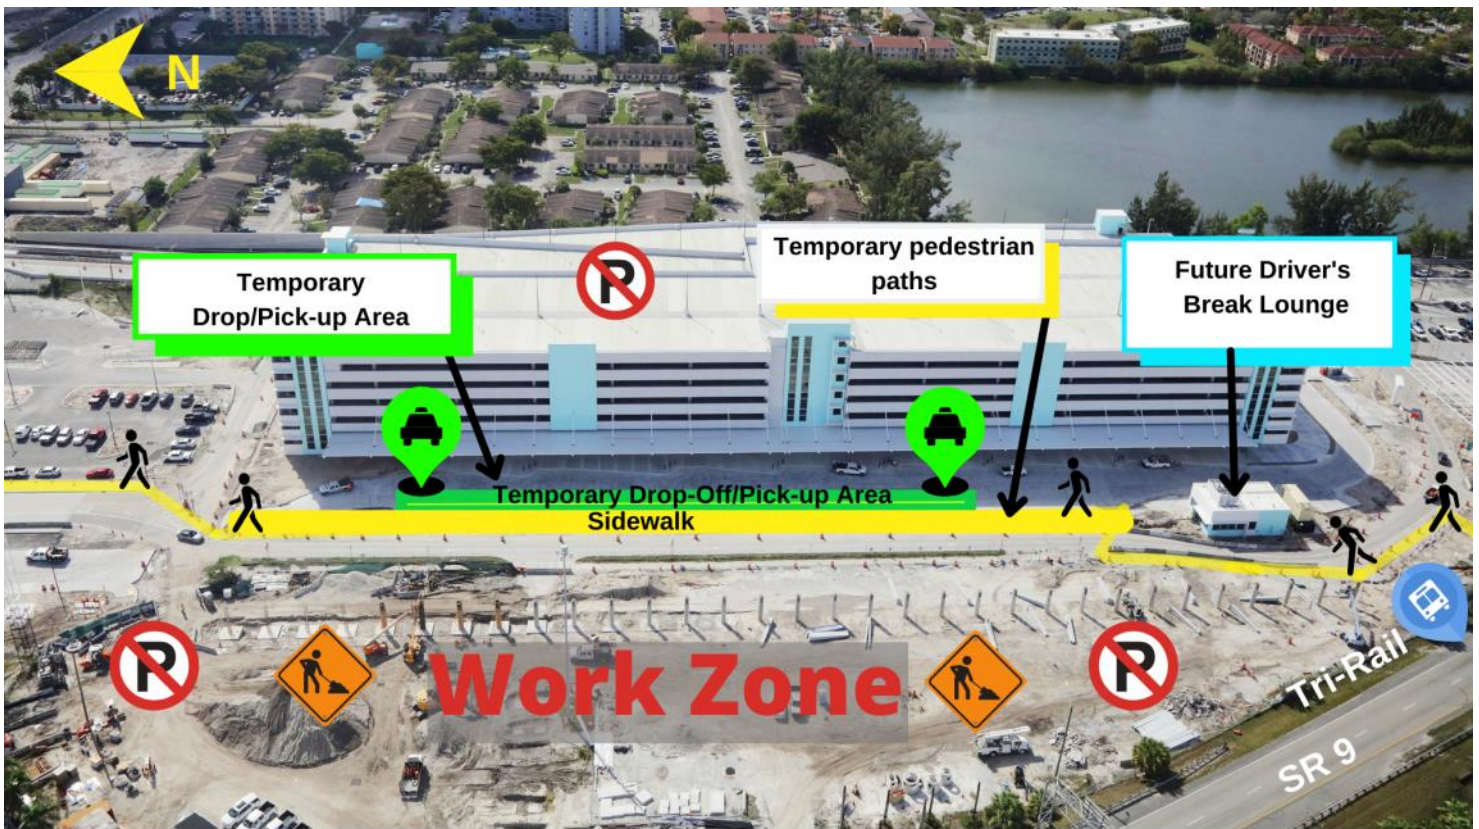 N
Temporary
Drop/Pick-up Area
P
Temporary pedestrian
paths
Future Driver's
Break Lounge
Temporary Drop-Off/Pick-up Area
Sidewalk
P
Work Zone
P
Tri-Rail
SR 9